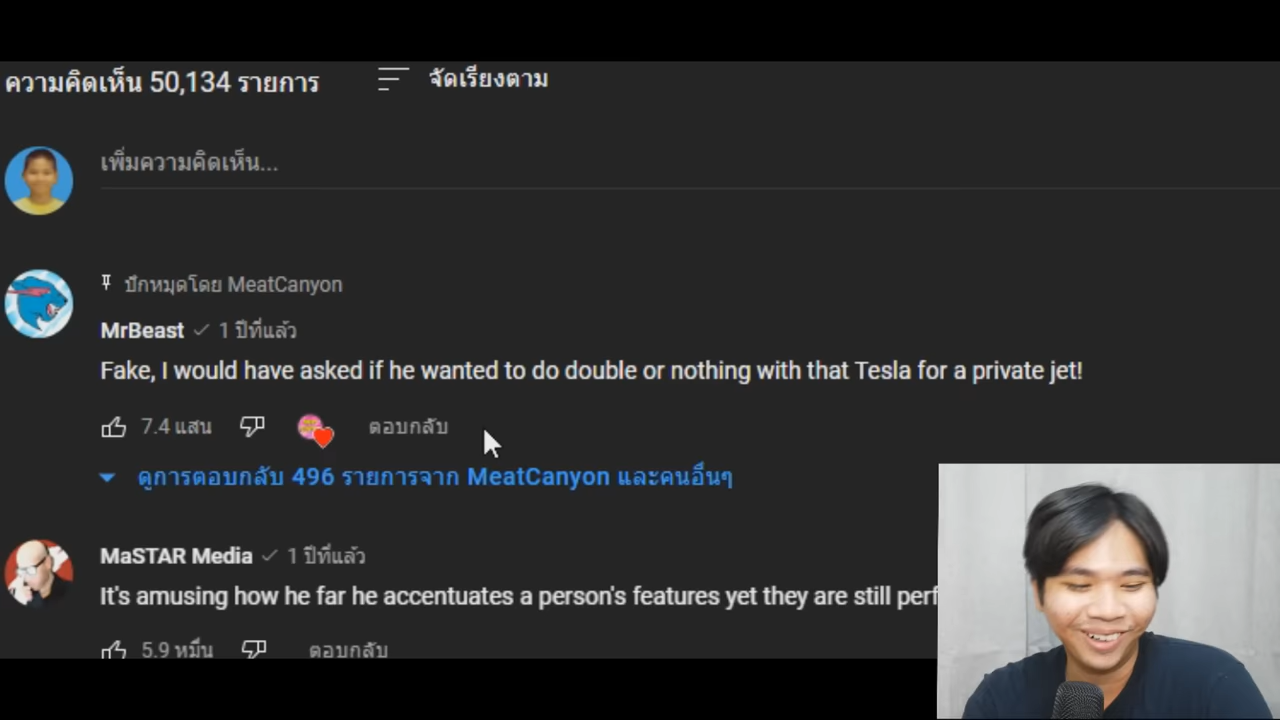 ความคิดเห็น 50,134 รายการ จัดเรียงตาม
เพิ่มความคิดเห็น...
ปักหมุดโดย MeatCanyon
MrBeast 1 ปีที่แล้ว
Fake, I would have asked if he wanted to do double or nothing with that Tesla for a private jet!
7.4 แสน ตอบกลับ
ดูการตอบกลับ 496 รายการจาก MeatCanyon และคนอื่นๆ
MaSTAR Media 1 ปีที่แล้ว
It's amusing how he far he accentuates a person's features yet they are still perf
5.9 หมื่น ตอบกลับ